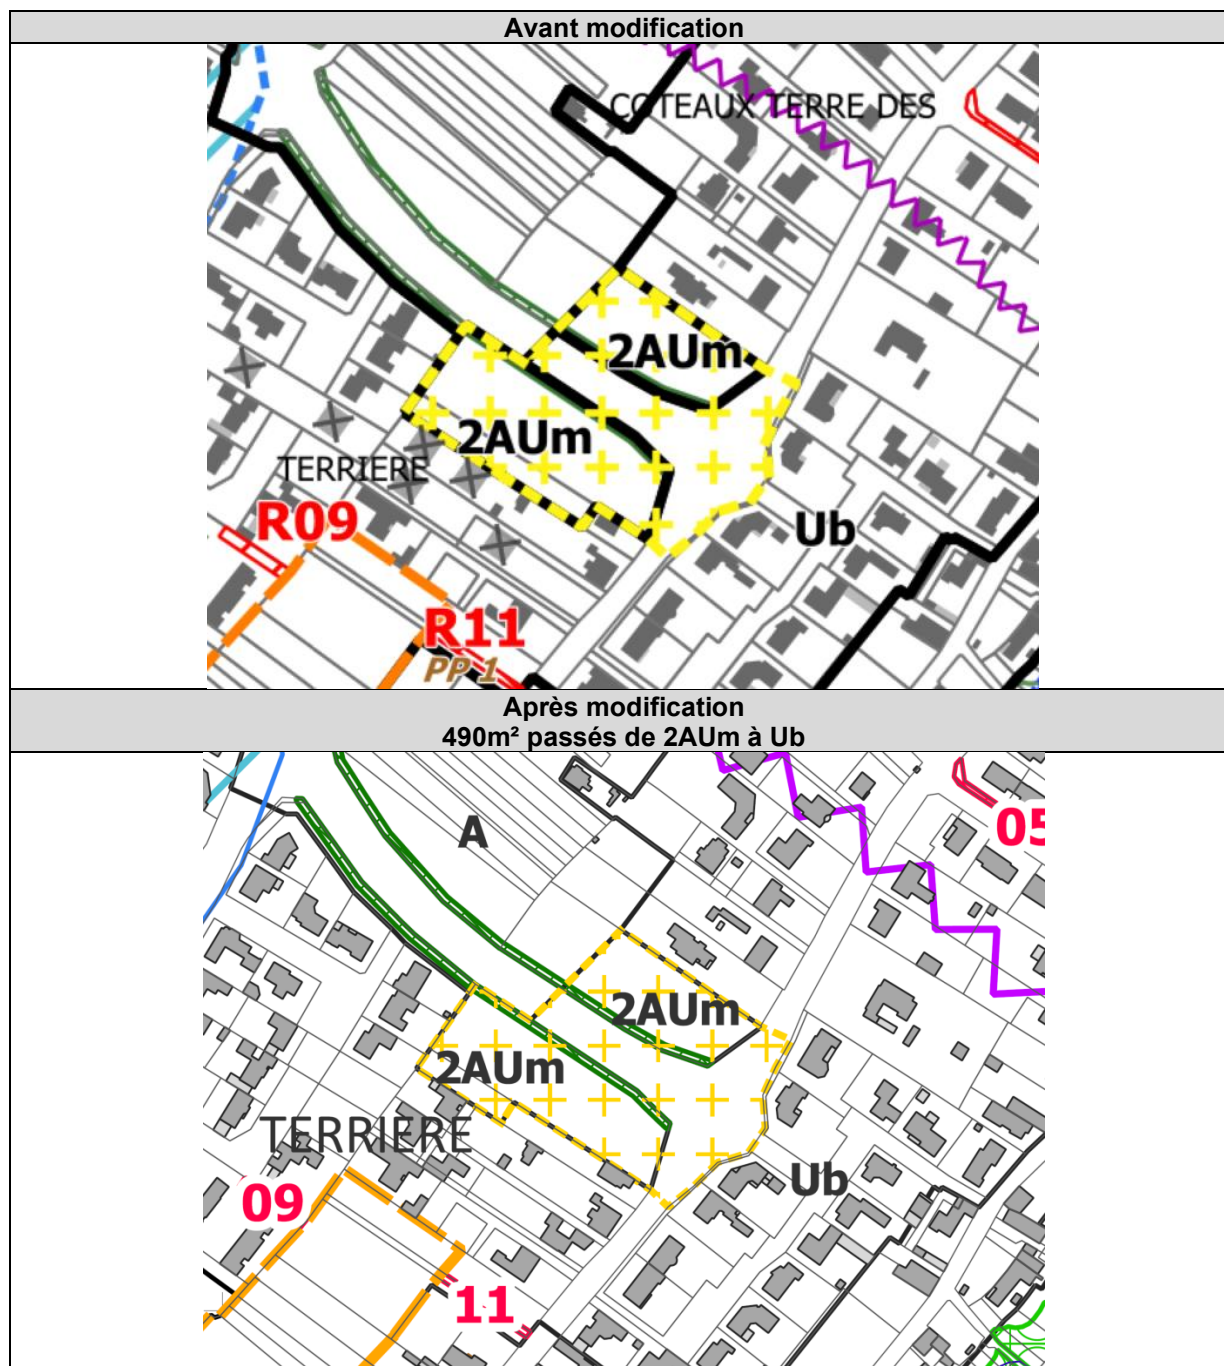 Avant modification
COTEAUX TERRE DES
2AUm
2AUm
TERRIERE
R09
Ub
R11
PP 1
Après modification
490m² passés de 2AUm à Ub
A
05
2AUm
2AUm
TERRIERE
Ub
09
11